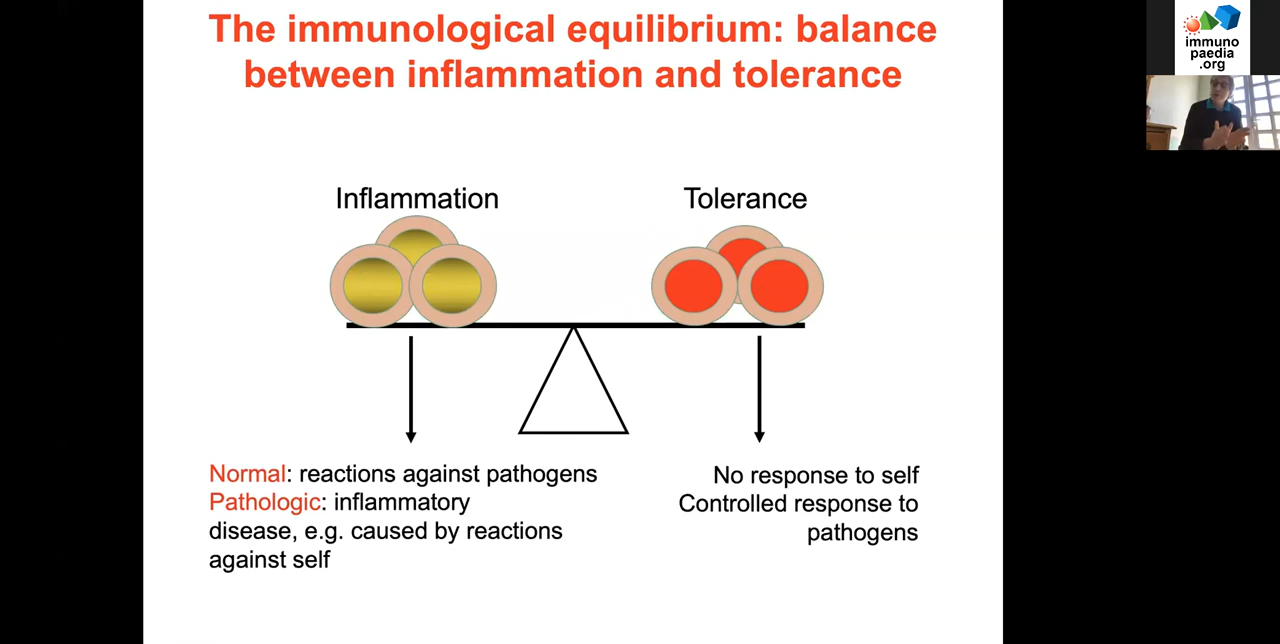 The immunological equilibrium: balance
between inflammation and tolerance
immuno
paedia
.org
Inflammation
Tolerance
Normal: reactions against pathogens
Pathologic: inflammatory
disease, e.g. caused by reactions
against self
No response to self
Controlled response to
pathogens